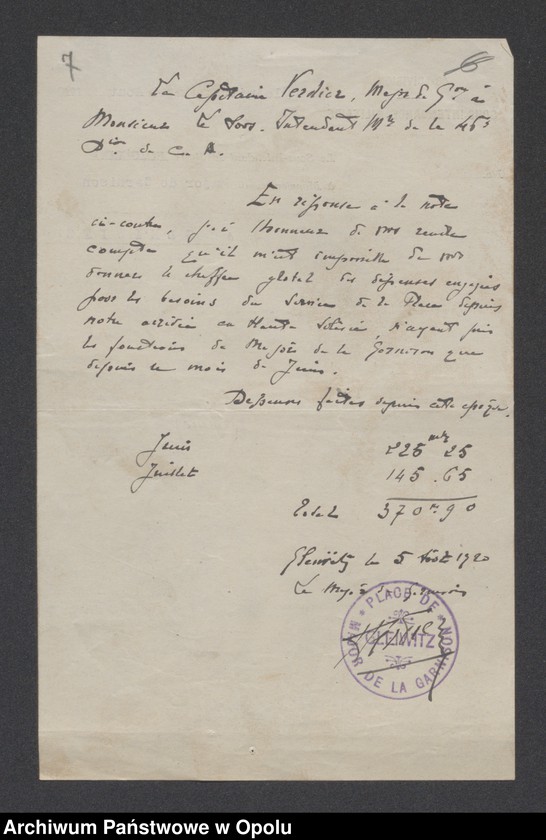 7
6
Le Capitaine Verdier, Major de Gon à
Monsieur le Sous-Intendant Mre de la 45e
Don de C. A.
En réponse à la note
ci-contre, j'ai l'honneur de vous rendre
compte qu'il m'est impossible de vous
donner le chiffre global des dépenses engagées
pour les besoins du Service de la Place depuis
notre arrivée en Haute Silésie n'ayant pris
les fonctions de Major de la Garnison que
depuis le mois de Juin.
Dépenses faites depuis cette époque.
Juin 225 mks 25
Juillet 145.65
Total 370 m. 90
Gleiwitz le 5 Août 1920
Le Major de Garnison
PLACE DE GLEIWITZ
MAJOR DE LA GARNISON
Archiwum Państwowe w Opolu